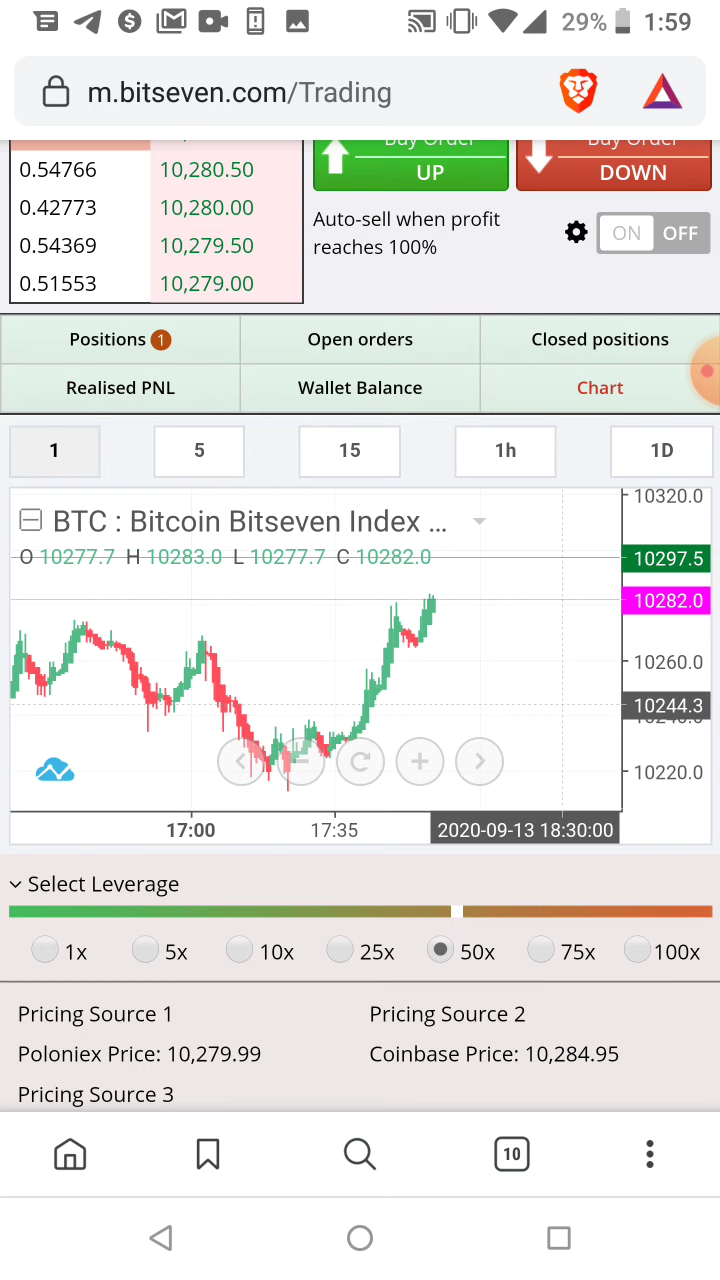 29% 1:59
m.bitseven.com/Trading
Buy Order Buy Order
UP DOWN
0.54766 10,280.50
0.42773 10,280.00
0.54369 10,279.50
0.51553 10,279.00
Auto-sell when profit
reaches 100%
ON OFF
Positions 1 Open orders Closed positions
Realised PNL Wallet Balance Chart
1 5 15 1h 1D
BTC : Bitcoin Bitseven Index ...
O 10277.7 H 10283.0 L 10277.7 C 10282.0
10320.0
10297.5
10282.0
10260.0
10244.3
10240.0
10220.0
17:00 17:35 2020-09-13 18:30:00
Select Leverage
1x 5x 10x 25x 50x 75x 100x
Pricing Source 1 Pricing Source 2
Poloniex Price: 10,279.99 Coinbase Price: 10,284.95
Pricing Source 3
10